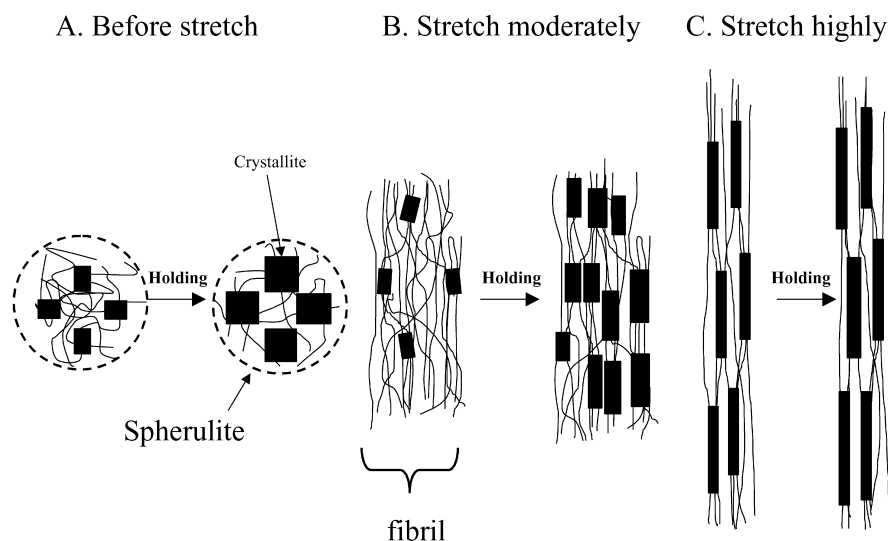 A. Before stretch
B. Stretch moderately
C. Stretch highly
Crystallite
Holding
Holding
Holding
Spherulite
fibril